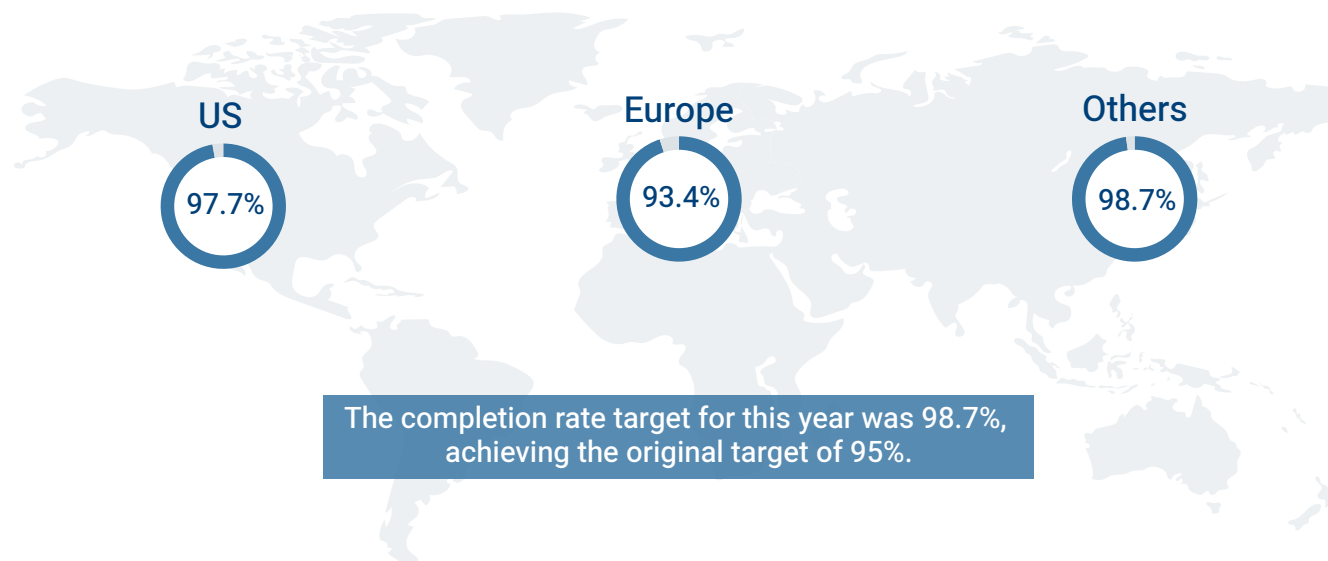 US
Europe
Others
97.7%
93.4%
98.7%
The completion rate target for this year was 98.7%,
achieving the original target of 95%.